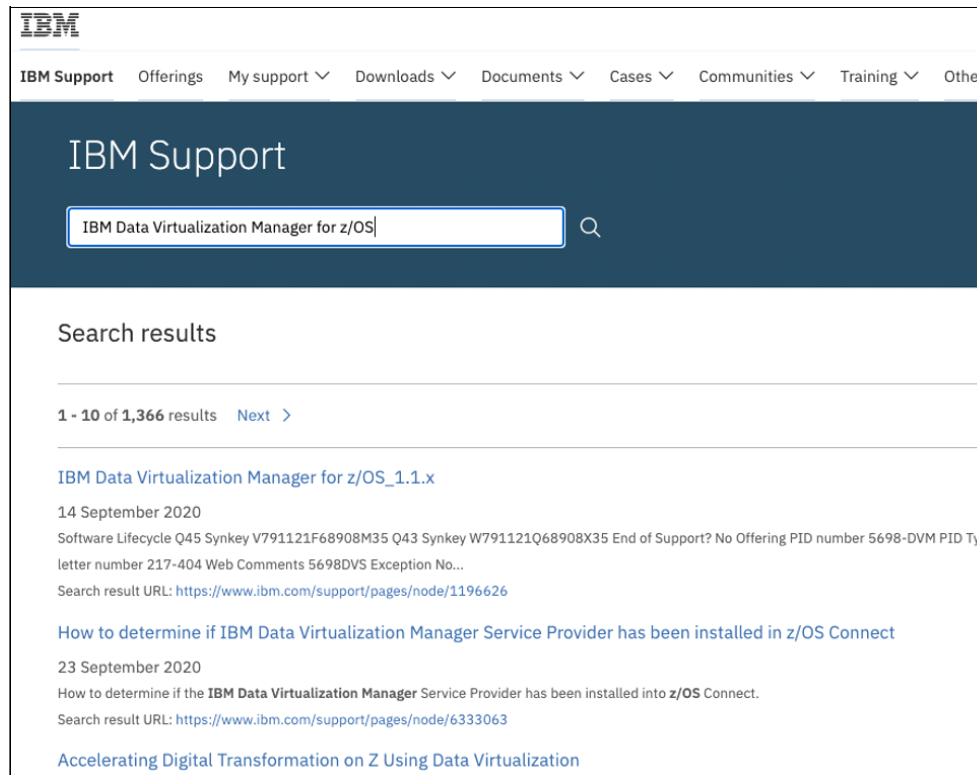 IBM
IBM Support Offerings My support Downloads Documents Cases Communities Training Othe
IBM Support
IBM Data Virtualization Manager for z/OS
Search results
1 - 10 of 1,366 results Next
IBM Data Virtualization Manager for z/OS_1.1.x
14 September 2020
Software Lifecycle Q45 Synkey V791121F68908M35 Q43 Synkey W791121Q68908X35 End of Support? No Offering PID number 5698-DVM PID Ty
letter number 217-404 Web Comments 5698DVS Exception No...
Search result URL: https://www.ibm.com/support/pages/node/1196626
How to determine if IBM Data Virtualization Manager Service Provider has been installed in z/OS Connect
23 September 2020
How to determine if the IBM Data Virtualization Manager Service Provider has been installed into z/OS Connect.
Search result URL: https://www.ibm.com/support/pages/node/6333063
Accelerating Digital Transformation on Z Using Data Virtualization